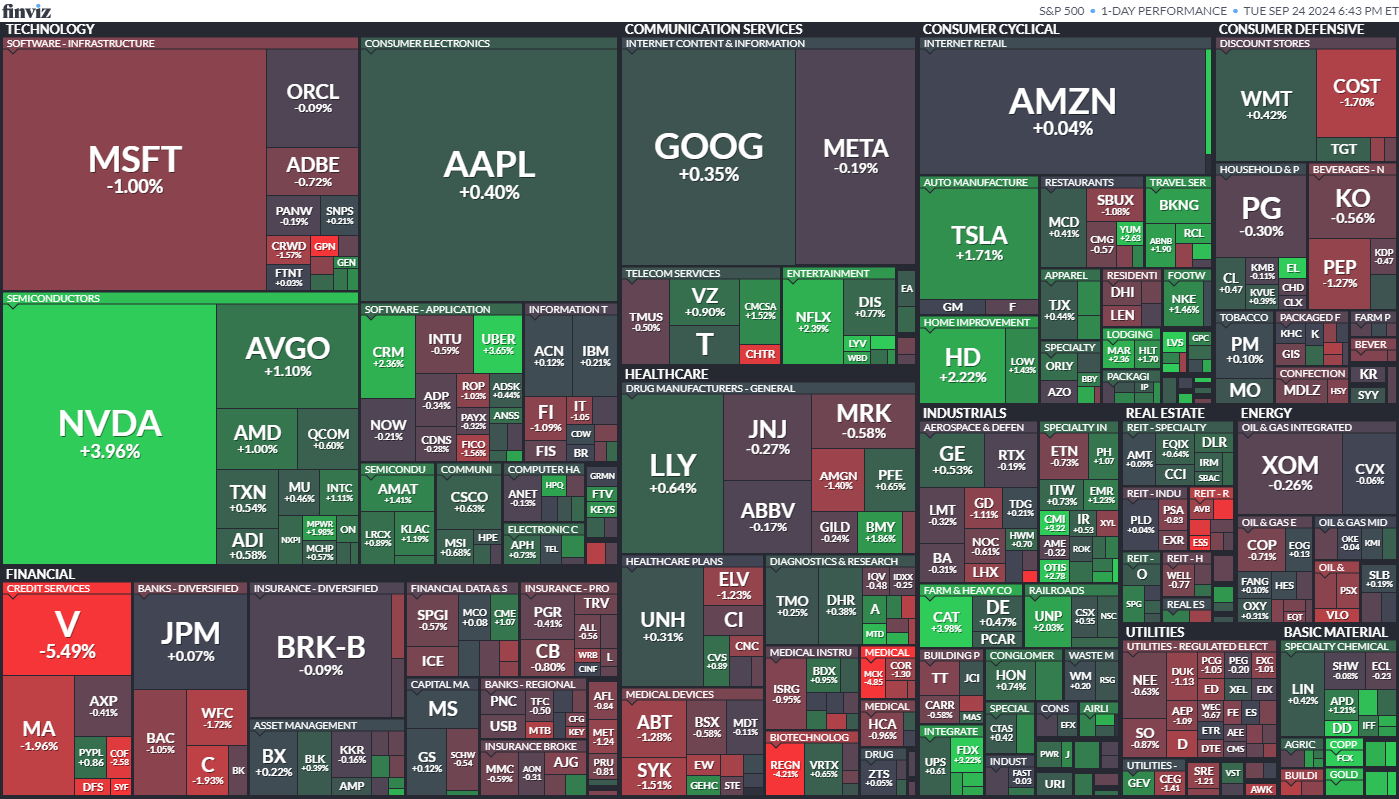 finviz
S&P 500 • 1-DAY PERFORMANCE • TUE SEP 24 2024 6:43 PM ET
TECHNOLOGY
SOFTWARE - INFRASTRUCTURE
MSFT
-1.00%
ORCL
-0.09%
ADBE
-0.72%
PANW
-0.19%
SNPS
+0.21%
CRWD
-1.57%
GPN
GEN
FTNT
+0.03%
CONSUMER ELECTRONICS
AAPL
+0.40%
SEMICONDUCTORS
NVDA
+3.96%
AVGO
+1.10%
AMD
+1.00%
QCOM
+0.60%
TXN
+0.54%
MU
+0.46%
INTC
+1.11%
ADI
+0.58%
NXPI
MPWR
+1.98%
ON
MCHP
+0.57%
SOFTWARE - APPLICATION
CRM
+2.36%
INTU
-0.59%
UBER
+3.65%
NOW
-0.21%
ADP
-0.34%
ROP
-1.03%
ADSK
+0.44%
PAYX
-0.32%
ANSS
CDNS
-0.28%
FICO
-1.56%
INFORMATION T
ACN
+0.12%
IBM
+0.21%
FI
-1.09%
IT
-1.05
CDW
FIS
BR
SEMICONDU
AMAT
+1.41%
LRCX
+0.89%
KLAC
+1.19%
COMMUNI
CSCO
+0.63%
MSI
+0.68%
HPE
COMPUTER HA
ANET
-0.13%
HPQ
ELECTRONIC C
APH
+0.73%
TEL
GRMN
FTV
KEYS
COMMUNICATION SERVICES
INTERNET CONTENT & INFORMATION
GOOG
+0.35%
META
-0.19%
TELECOM SERVICES
TMUS
-0.50%
VZ
+0.90%
CMCSA
+1.52%
T
CHTR
ENTERTAINMENT
NFLX
+2.39%
DIS
+0.77%
LYV
WBD
EA
CONSUMER CYCLICAL
INTERNET RETAIL
AMZN
+0.04%
AUTO MANUFACTURE
TSLA
+1.71%
GM
F
RESTAURANTS
MCD
+0.41%
SBUX
-1.08%
CMG
-0.57
YUM
+2.63
TRAVEL SER
BKNG
ABNB
+1.90
RCL
HOME IMPROVEMENT
HD
+2.22%
LOW
+1.43%
APPAREL
TJX
+0.44%
RESIDENTI
DHI
LEN
FOOTW
NKE
+1.46%
SPECIALTY
ORLY
BBY
AZO
LODGING
MAR
+2.36
HLT
+1.70
LVS
GPC
PACKAGI
IP
CONSUMER DEFENSIVE
DISCOUNT STORES
WMT
+0.42%
COST
-1.70%
TGT
HOUSEHOLD & P
PG
-0.30%
CL
+0.47
KMB
-0.11%
EL
KVUE
+0.39%
CHD
CLX
BEVERAGES - N
KO
-0.56%
PEP
-1.27%
KDP
-0.47
TOBACCO
PM
+0.10%
MO
PACKAGED F
KHC
K
GIS
FARM P
BEVER
CONFECTION
MDLZ
HSY
KR
SYY
HEALTHCARE
DRUG MANUFACTURERS - GENERAL
LLY
+0.64%
JNJ
-0.27%
MRK
-0.58%
ABBV
-0.17%
AMGN
-1.40%
PFE
+0.65%
GILD
-0.24%
BMY
+1.86%
HEALTHCARE PLANS
UNH
+0.31%
ELV
-1.23%
CI
CVS
+0.89
CNC
DIAGNOSTICS & RESEARCH
TMO
+0.25%
DHR
+0.38%
IQV
-0.48
IDXX
-0.25
A
MTD
MEDICAL DEVICES
ABT
-1.28%
BSX
-0.58%
MDT
-0.11%
SYK
-1.51%
EW
GEHC
STE
MEDICAL INSTRU
ISRG
-0.95%
BDX
+0.95%
MEDICAL
MCK
-4.85
COR
-1.30
MEDICAL
HCA
-0.96%
BIOTECHNOLOG
REGN
-4.21%
VRTX
+0.65%
DRUG
ZTS
+0.05%
FINANCIAL
CREDIT SERVICES
V
-5.49%
MA
-1.96%
AXP
-0.41%
PYPL
+0.86
COF
-2.58
DFS
SYF
BANKS - DIVERSIFIED
JPM
+0.07%
BAC
-1.05%
WFC
-1.72%
C
-1.93%
BK
INSURANCE - DIVERSIFIED
BRK-B
-0.09%
ASSET MANAGEMENT
BX
+0.22%
BLK
+0.39%
KKR
-0.16%
AMP
FINANCIAL DATA & S
SPGI
-0.57%
MCO
+0.08
CME
+1.07
ICE
INSURANCE - PRO
PGR
-0.41%
TRV
ALL
-0.56
CB
-0.80%
WRB
L
CINF
CAPITAL MA
MS
GS
+0.12%
SCHW
-0.54
BANKS - REGIONAL
PNC
TFC
-0.50
USB
MTB
CFG
KEY
AFL
-0.84
MET
-1.24
PRU
-0.81
INSURANCE BROKE
MMC
-0.59%
AON
-0.31
AJG
INDUSTRIALS
AEROSPACE & DEFEN
GE
+0.53%
RTX
-0.19%
LMT
-0.32%
GD
-1.11%
TDG
+0.21%
BA
-0.31%
NOC
-0.61%
HWM
+0.70
LHX
SPECIALTY IN
ETN
-0.73%
PH
+1.07
ITW
+0.73%
EMR
+1.23%
CMI
+3.22
IR
+0.53
XYL
AME
-0.32
ROK
OTIS
+2.78
FARM & HEAVY CO
CAT
+3.98%
DE
+0.47%
PCAR
RAILROADS
UNP
+2.03%
CSX
+0.35
NSC
BUILDING P
TT
JCI
CARR
-0.58%
MAS
CONGLOMER
HON
+0.74%
WASTE M
WM
+0.20
RSG
SPECIAL
CTAS
+0.42
CONS
EFX
AIRLI
INTEGRATE
UPS
+0.61
FDX
+3.22%
INDUST
FAST
-0.03
PWR
J
URI
REAL ESTATE
REIT - SPECIALTY
AMT
+0.09%
EQIX
+0.64%
DLR
CCI
IRM
SBAC
REIT - INDU
PLD
+0.04%
PSA
-0.83
EXR
REIT - R
AVB
ESS
REIT -
O
SPG
REIT - H
WELL
-0.77
REAL ES
ENERGY
OIL & GAS INTEGRATED
XOM
-0.26%
CVX
-0.06%
OIL & GAS E
COP
-0.71%
EOG
+0.13
FANG
+0.10%
HES
OXY
+0.31%
EQT
OIL & GAS MID
OKE
-0.04
KMI
OIL &
PSX
VLO
SLB
+0.19%
UTILITIES
UTILITIES - REGULATED ELECT
NEE
-0.63%
DUK
-1.13
PCG
-1.05
PEG
-0.20
EXC
-1.01
ED
XEL
EIX
SO
-0.87%
AEP
-1.09
WEC
-0.67
FE
ES
D
ETR
AEE
DTE
CMS
UTILITIES -
GEV
CEG
-1.41
SRE
-1.21
VST
AWK
BASIC MATERIAL
SPECIALTY CHEMICAL
LIN
+0.42%
SHW
-0.08%
ECL
-0.23
APD
+1.21%
DD
IFF
AGRIC
COPP
FCX
BUILDI
GOLD